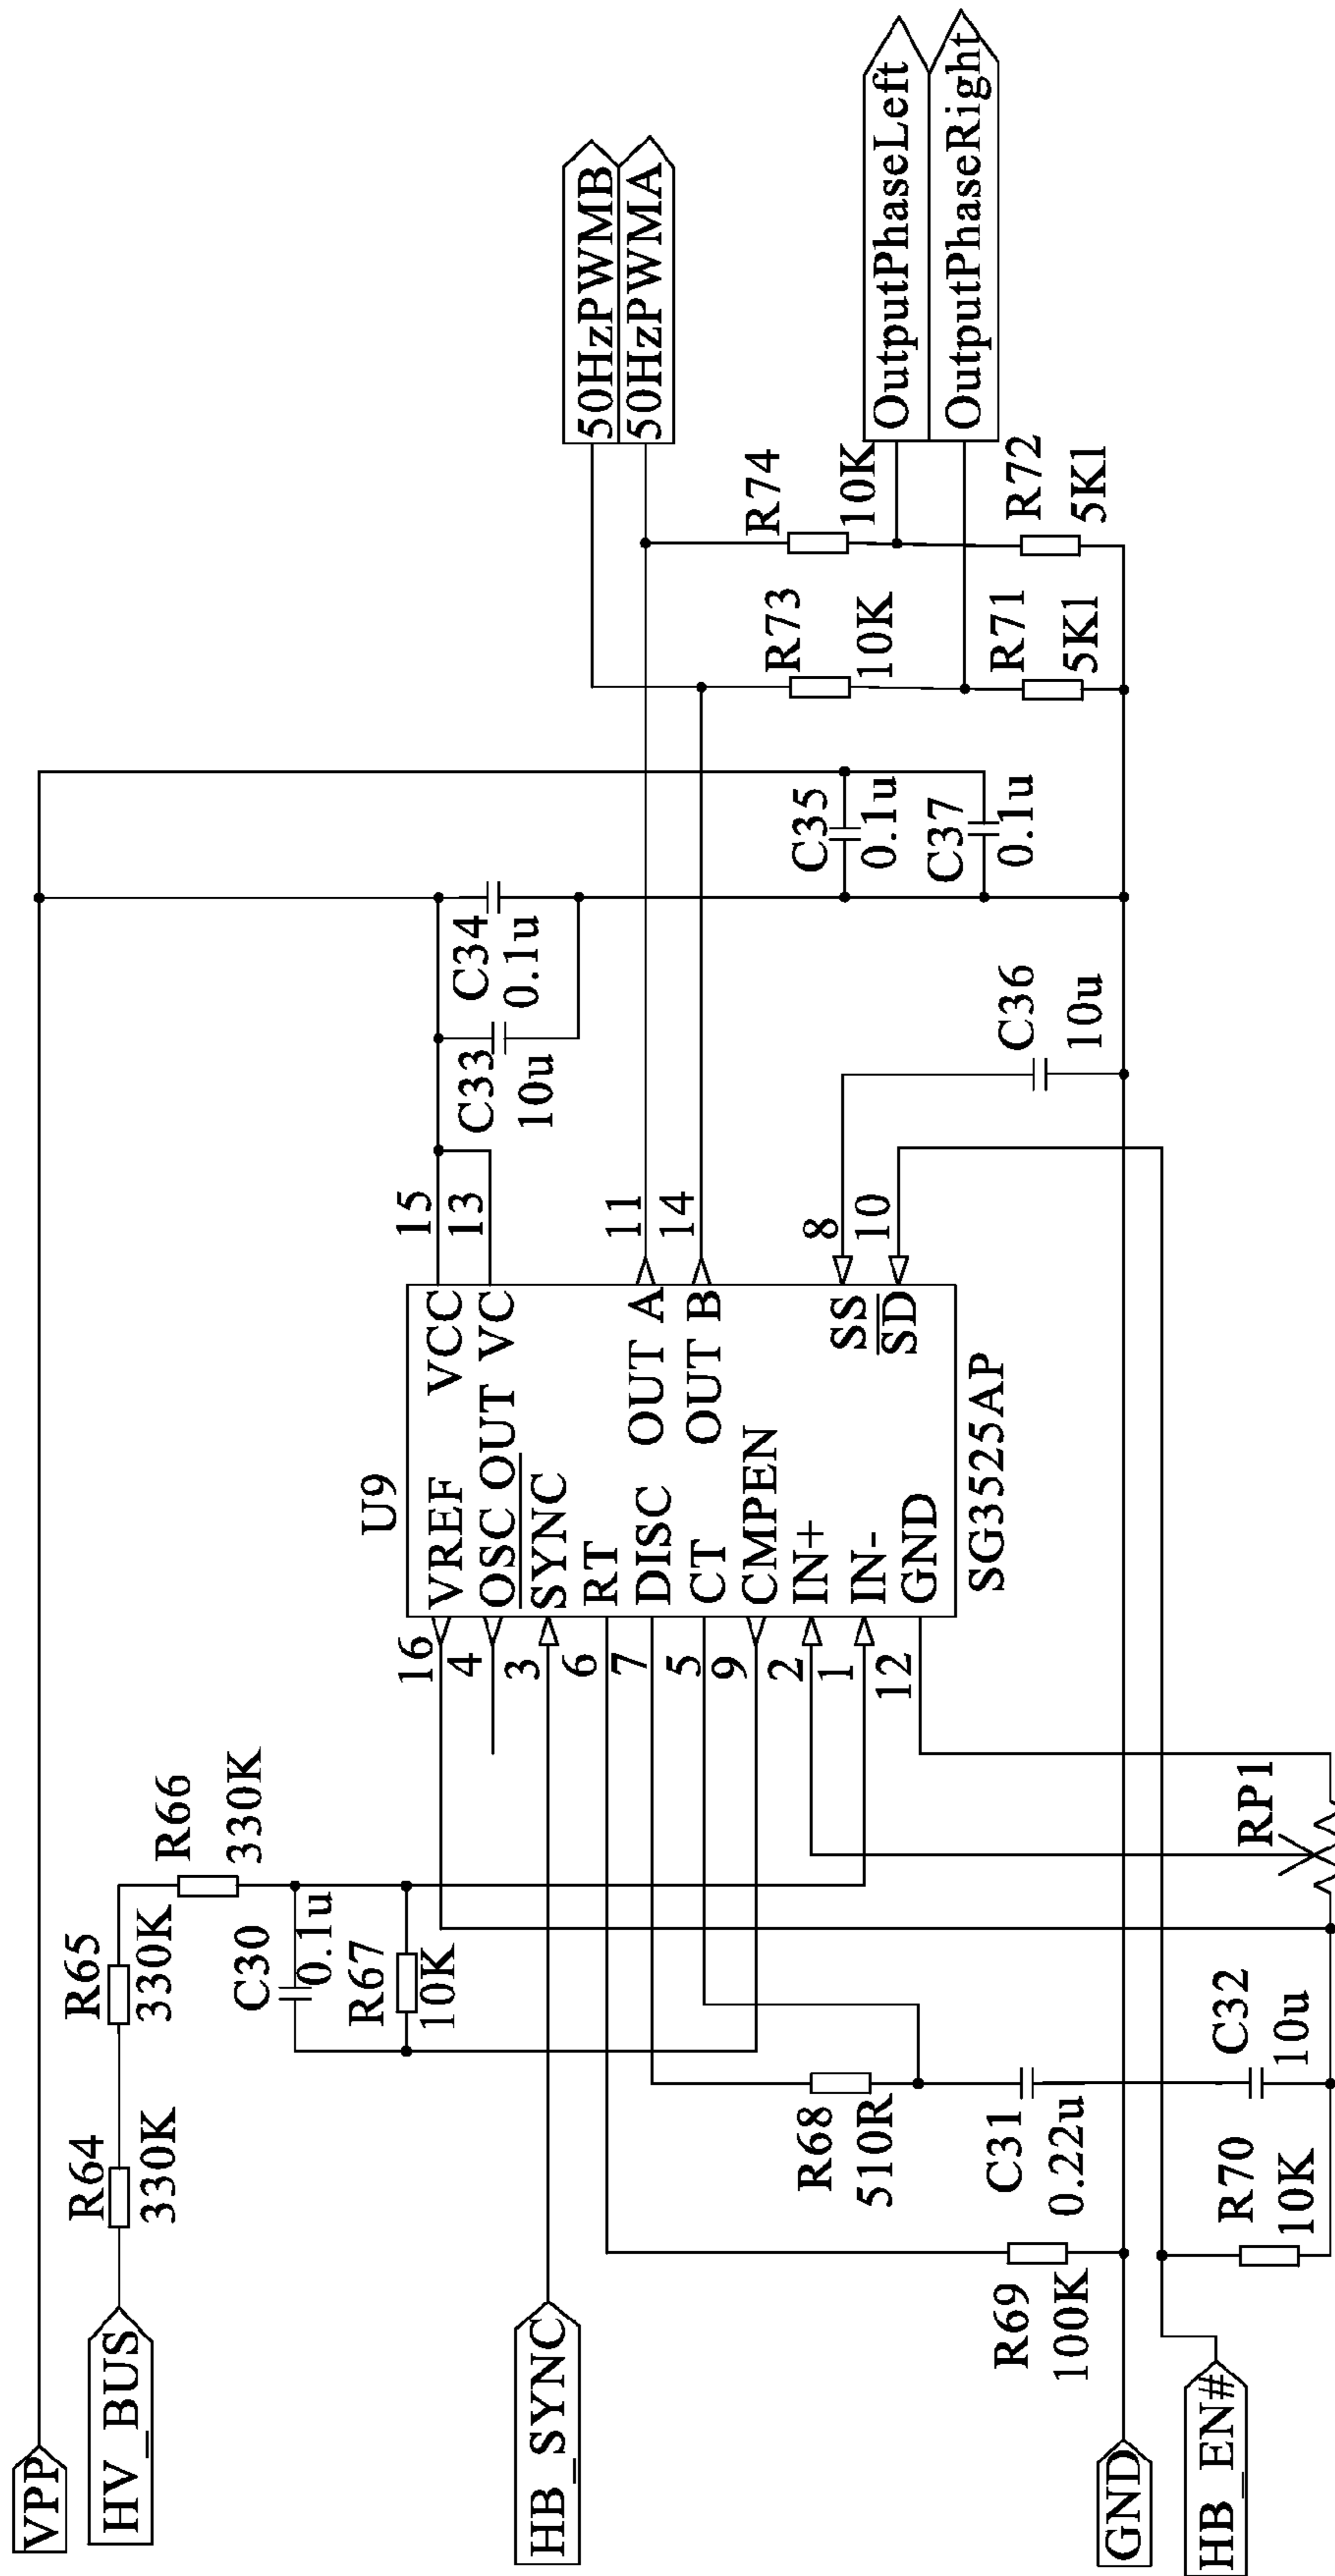 VPP
HV_BUS
R64
330K
R65
330K
R66
330K
C30
0.1u
R67
10K
HB_SYNC
U9
16
VREF
4
OSC OUT
3
SYNC
6
RT
7
DISC
5
CT
9
CMPEN
2
IN+
1
IN-
12
GND
VCC
15
VC
13
OUT A
11
OUT B
14
SS
8
SD
10
SG3525AP
C33
10u
C34
0.1u
50HzPWMB
50HzPWMA
R74
10K
R73
10K
OutputPhaseLeft
OutputPhaseRight
R72
5K1
R71
5K1
C35
0.1u
C37
0.1u
C36
10u
R68
510R
C31
0.22u
C32
10u
R69
100K
R70
10K
RP1
GND
HB_EN#